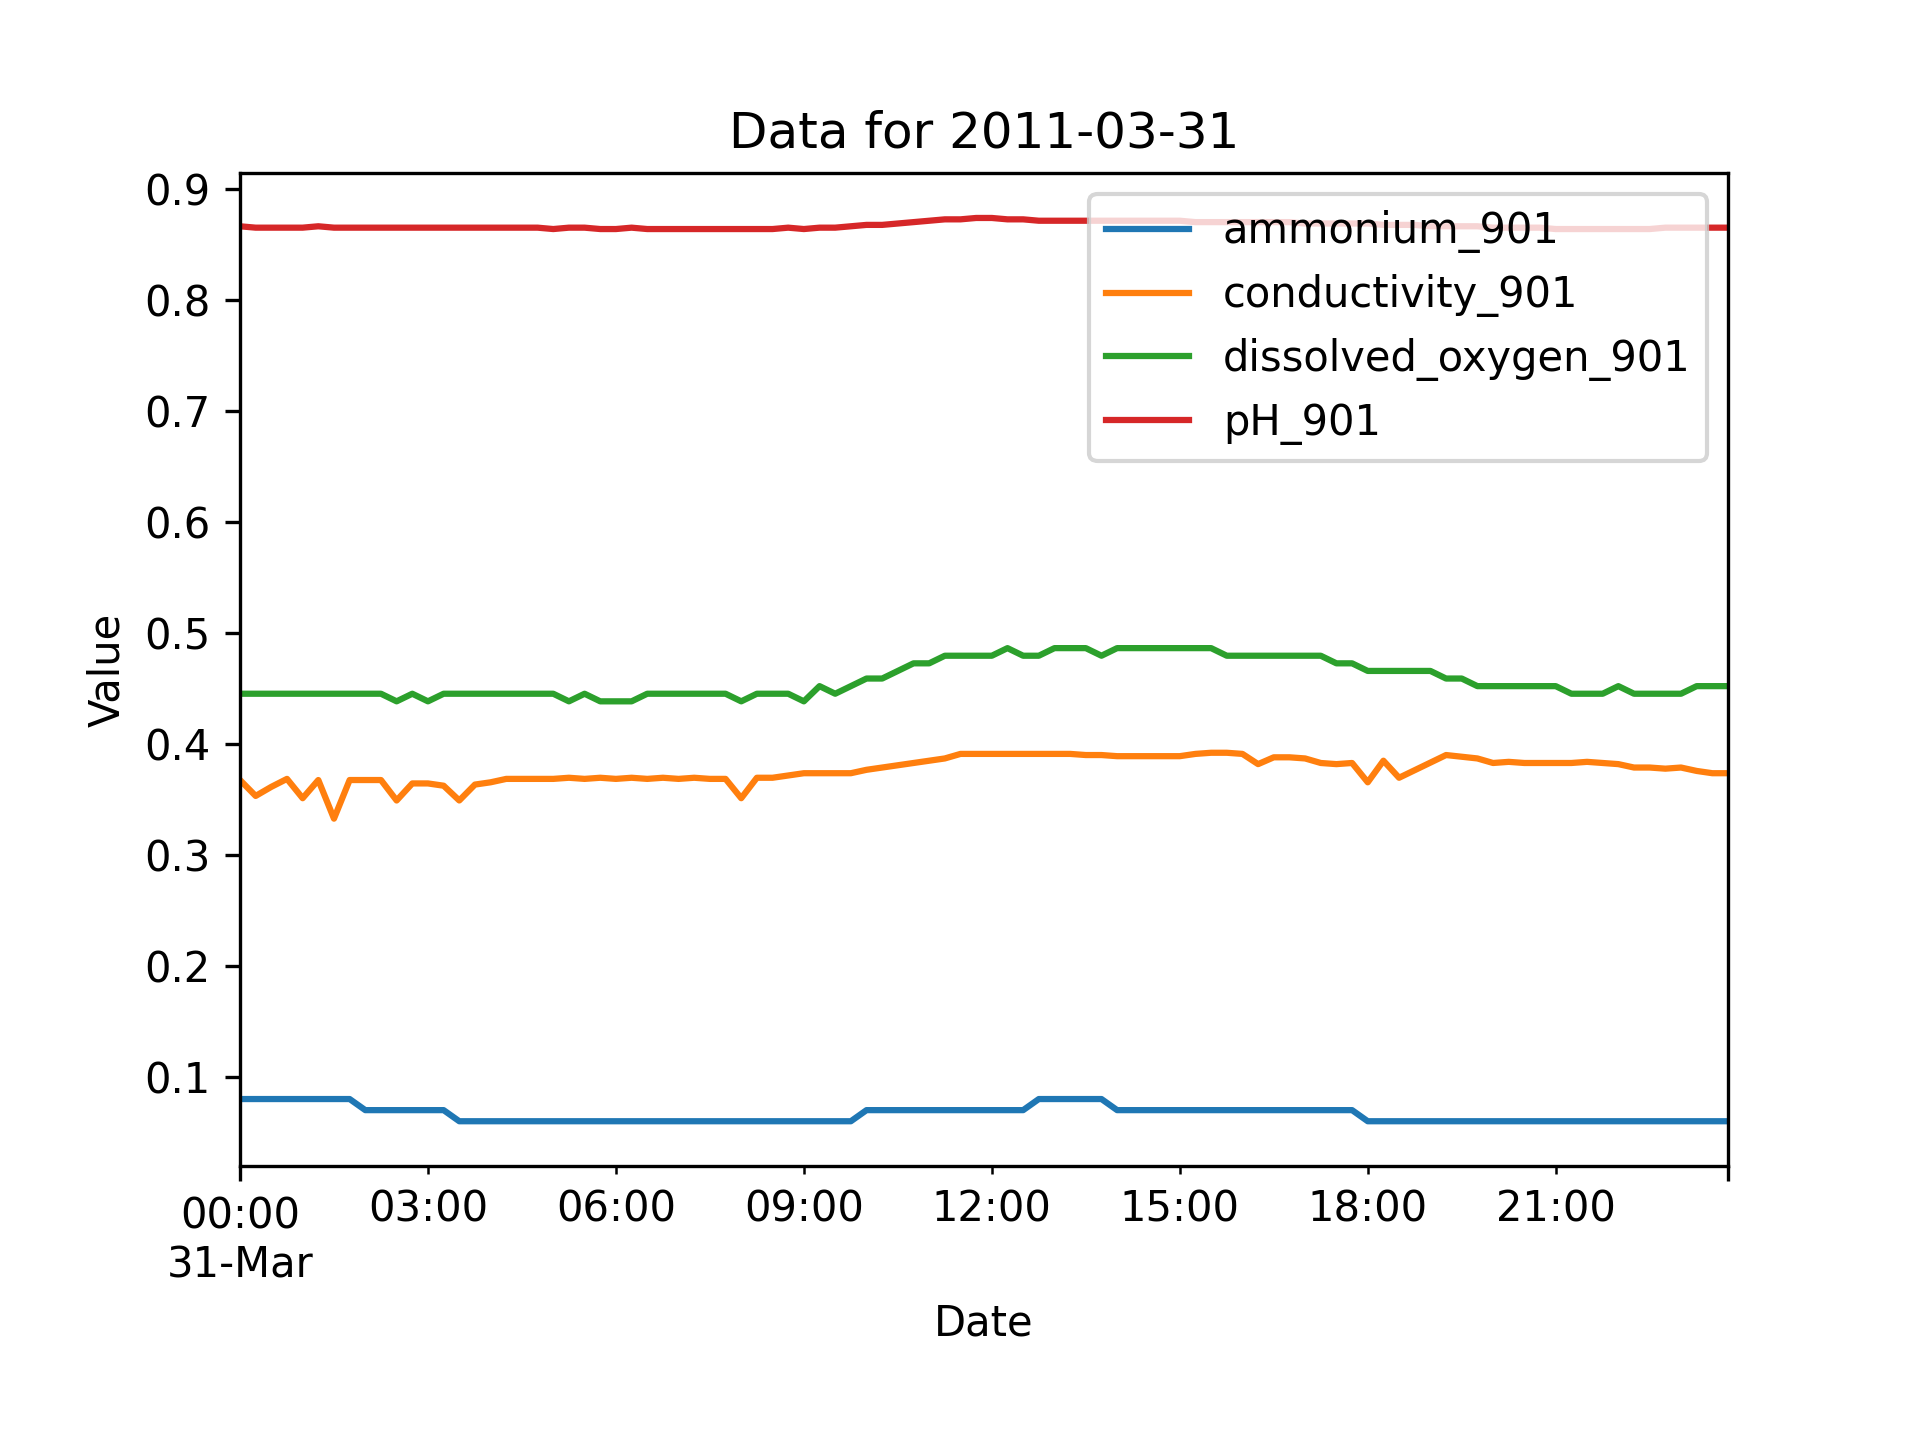 Data for 2011-03-31
0.9
0.8
0.7
0.6
0.5
0.4
0.3
0.2
0.1
Value
ammonium_901
conductivity_901
dissolved_oxygen_901
pH_901
00:00 03:00 06:00 09:00 12:00 15:00 18:00 21:00
31-Mar
Date